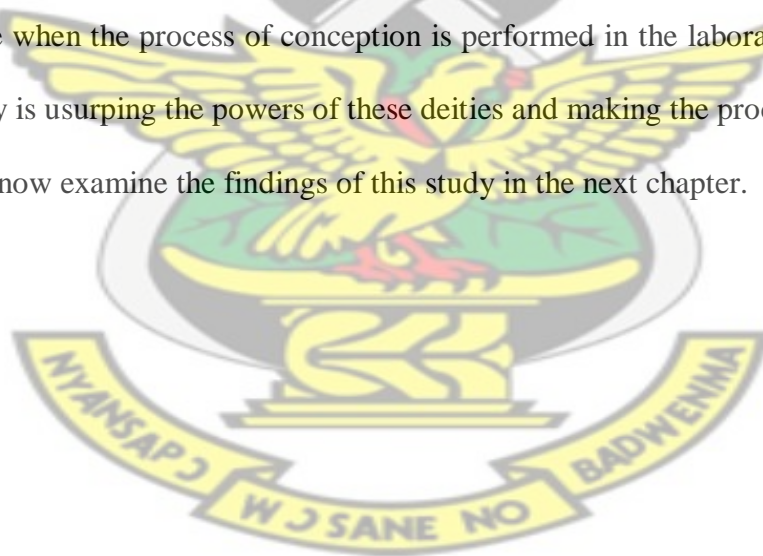 e when the process of conception is performed in the labora
y is usurping the powers of these deities and making the proc
now examine the findings of this study in the next chapter.
NYANSAPƆ
WƆSANE NO
BADWENMA